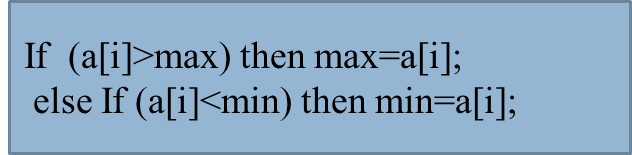 If (a[i]>max) then max=a[i];
else If (a[i]<min) then min=a[i];